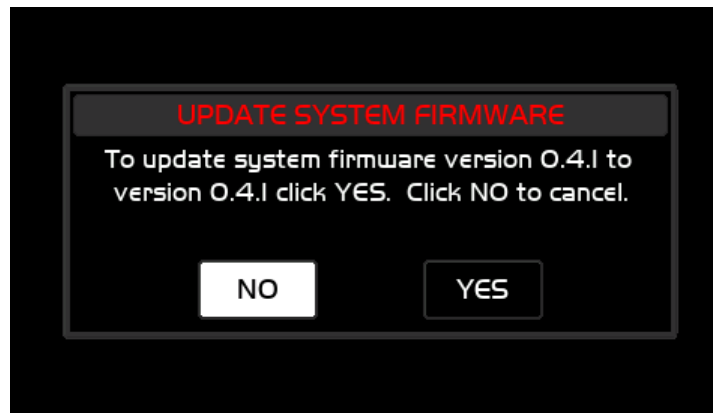 UPDATE SYSTEM FIRMWARE
To update system firmware version 0.4.1 to
version 0.4.1 click YES.  Click NO to cancel.
NO
YES